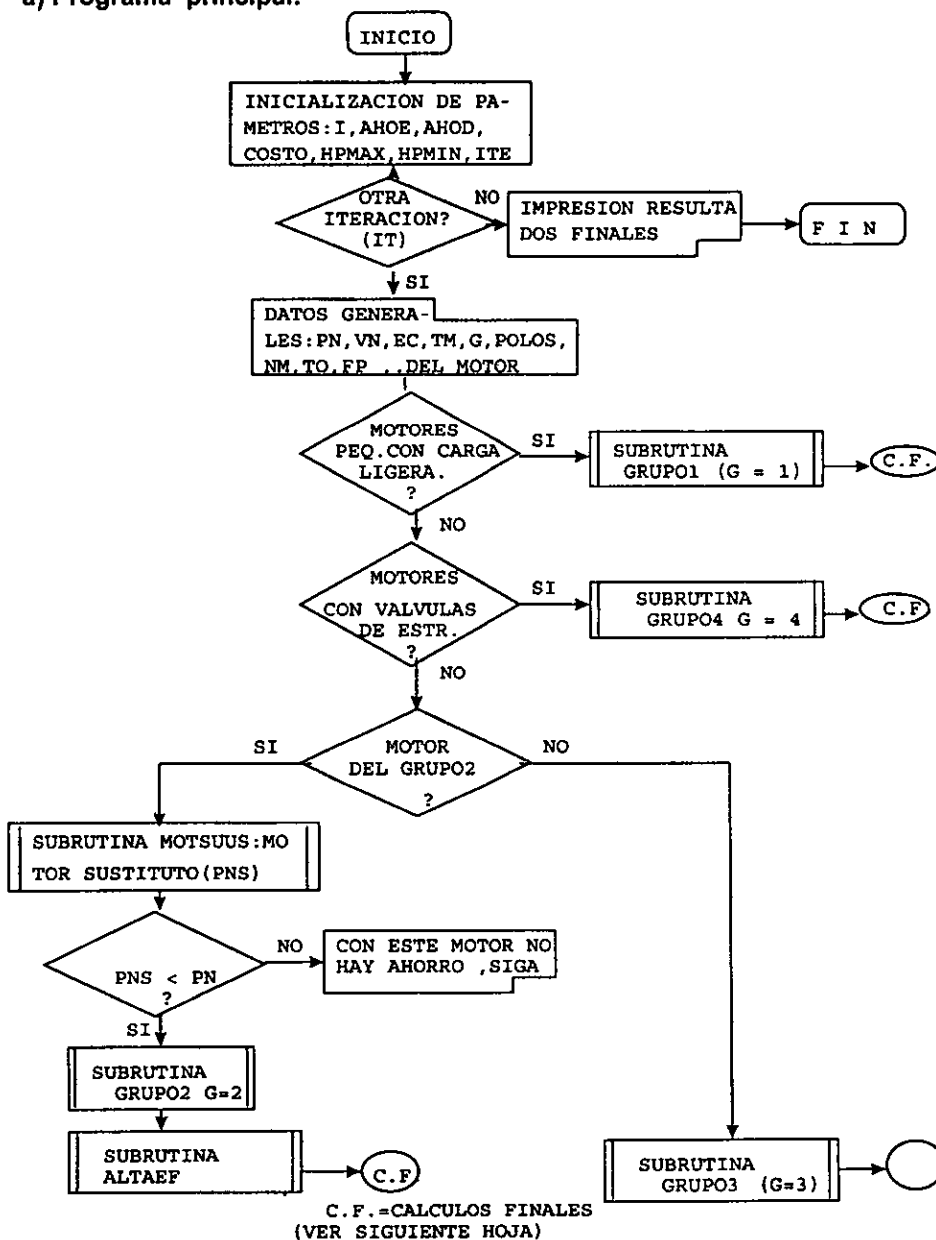 a) Programa principal.
INICIO
INICIALIZACION DE PA-
METROS:I,AHOE,AHOD,
COSTO,HPMAX,HPMIN,ITE
OTRA
ITERACION?
(IT)
NO
IMPRESION RESULTA
DOS FINALES
F I N
SI
DATOS GENERA-
LES:PN,VN,EC,TM,G,POLOS,
NM,TO,FP ..DEL MOTOR
MOTORES
PEQ.CON CARGA
LIGERA.
?
SI
SUBRUTINA
GRUPO1 (G = 1)
C.F.
NO
MOTORES
CON VALVULAS
DE ESTR.
?
SI
SUBRUTINA
GRUPO4 G = 4
C.F
NO
MOTOR
DEL GRUPO2
?
SI
NO
SUBRUTINA MOTSUUS:MO
TOR SUSTITUTO(PNS)
PNS < PN
?
NO
CON ESTE MOTOR NO
HAY AHORRO ,SIGA
SI
SUBRUTINA
GRUPO2 G=2
SUBRUTINA
ALTAEF
C.F
SUBRUTINA
GRUPO3 (G=3)
C.F.=CALCULOS FINALES
(VER SIGUIENTE HOJA)